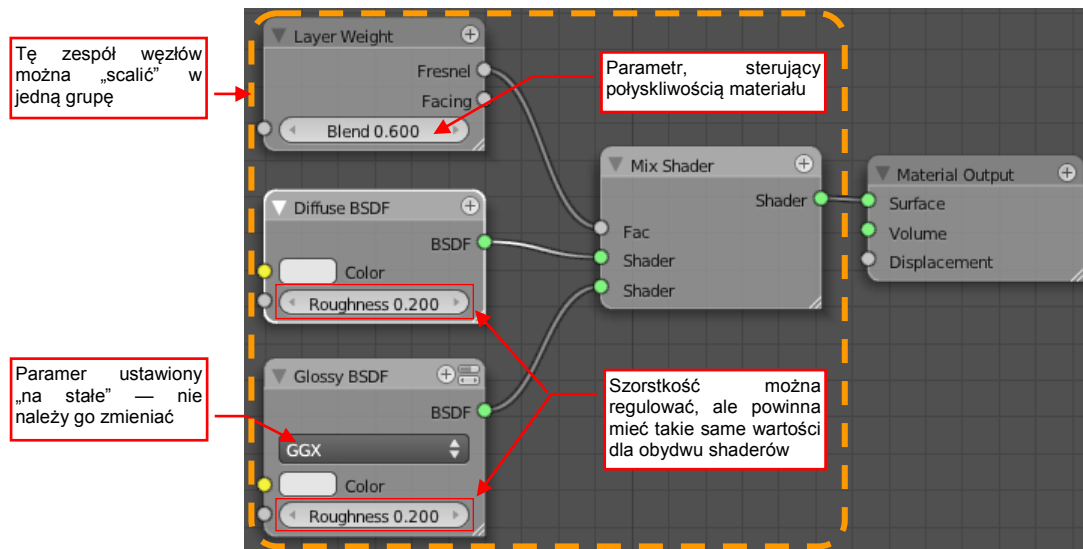 Tę zespół węzłów
można „scalić” w
jedną grupę
Layer Weight
Fresnel
Facing
Blend 0.600
Parametr, sterujący
połyskliwością materiału
Diffuse BSDF
BSDF
Color
Roughness 0.200
Mix Shader
Shader
Fac
Shader
Shader
Material Output
Surface
Volume
Displacement
Paramer ustawiony
„na stałe” — nie
należy go zmieniać
Glossy BSDF
BSDF
GGX
Color
Roughness 0.200
Szorstkość można
regulować, ale powinna
mieć takie same wartości
dla obydwu shaderów